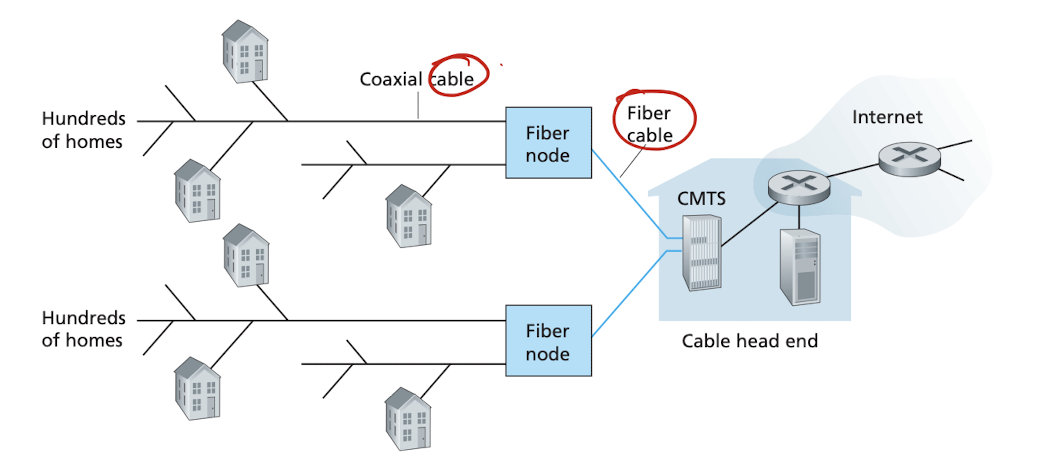 Coaxial cable
Hundreds
of homes
Fiber
node
Fiber
cable
Internet
CMTS
Hundreds
of homes
Fiber
node
Cable head end